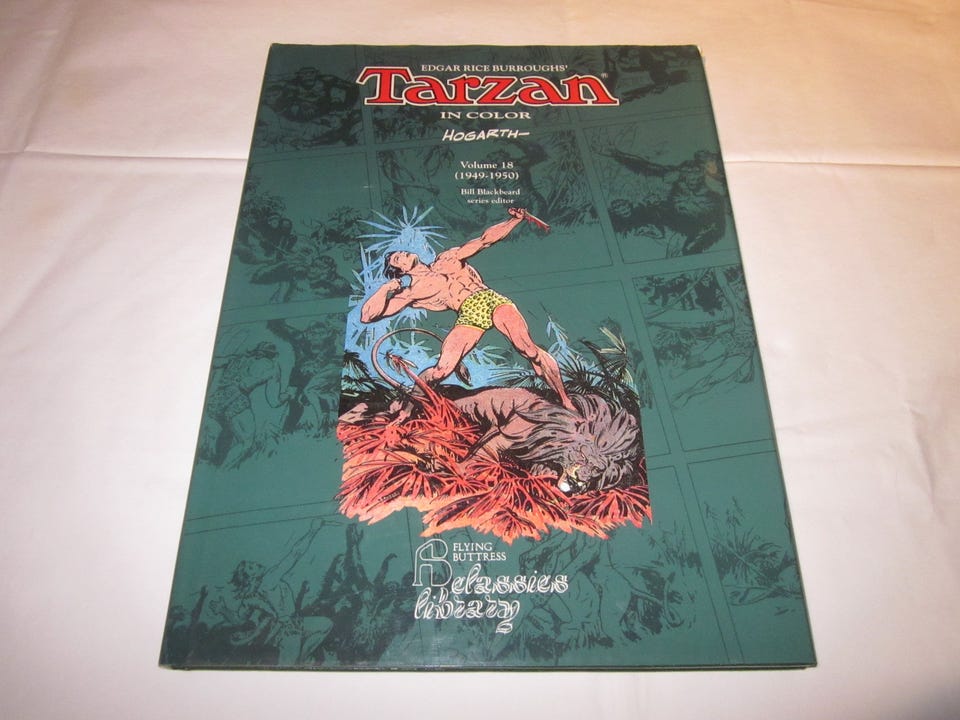 EDGAR RICE BURROUGHS'
Tarzan®
IN COLOR
HOGARTH
Volume 18
(1949-1950)
Bill Blackbeard
series editor
FLYING
BUTTRESS
classics
library